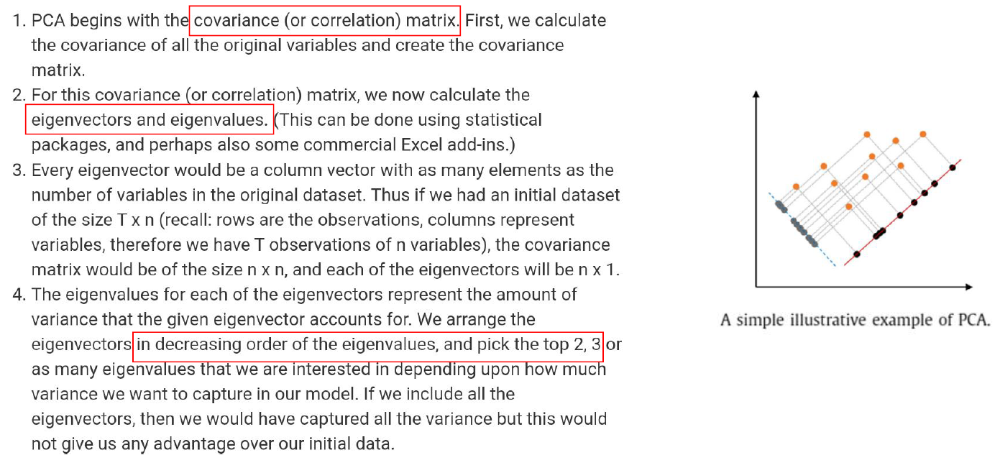 1. PCA begins with the covariance (or correlation) matrix. First, we calculate
the covariance of all the original variables and create the covariance
matrix.
2. For this covariance (or correlation) matrix, we now calculate the
eigenvectors and eigenvalues. (This can be done using statistical
packages, and perhaps also some commercial Excel add-ins.)
3. Every eigenvector would be a column vector with as many elements as the
number of variables in the original dataset. Thus if we had an initial dataset
of the size T x n (recall: rows are the observations, columns represent
variables, therefore we have T observations of n variables), the covariance
matrix would be of the size n x n, and each of the eigenvectors will be n x 1.
4. The eigenvalues for each of the eigenvectors represent the amount of
variance that the given eigenvector accounts for. We arrange the
eigenvectors in decreasing order of the eigenvalues, and pick the top 2, 3 or
as many eigenvalues that we are interested in depending upon how much
variance we want to capture in our model. If we include all the
eigenvectors, then we would have captured all the variance but this would
not give us any advantage over our initial data.
A simple illustrative example of PCA.